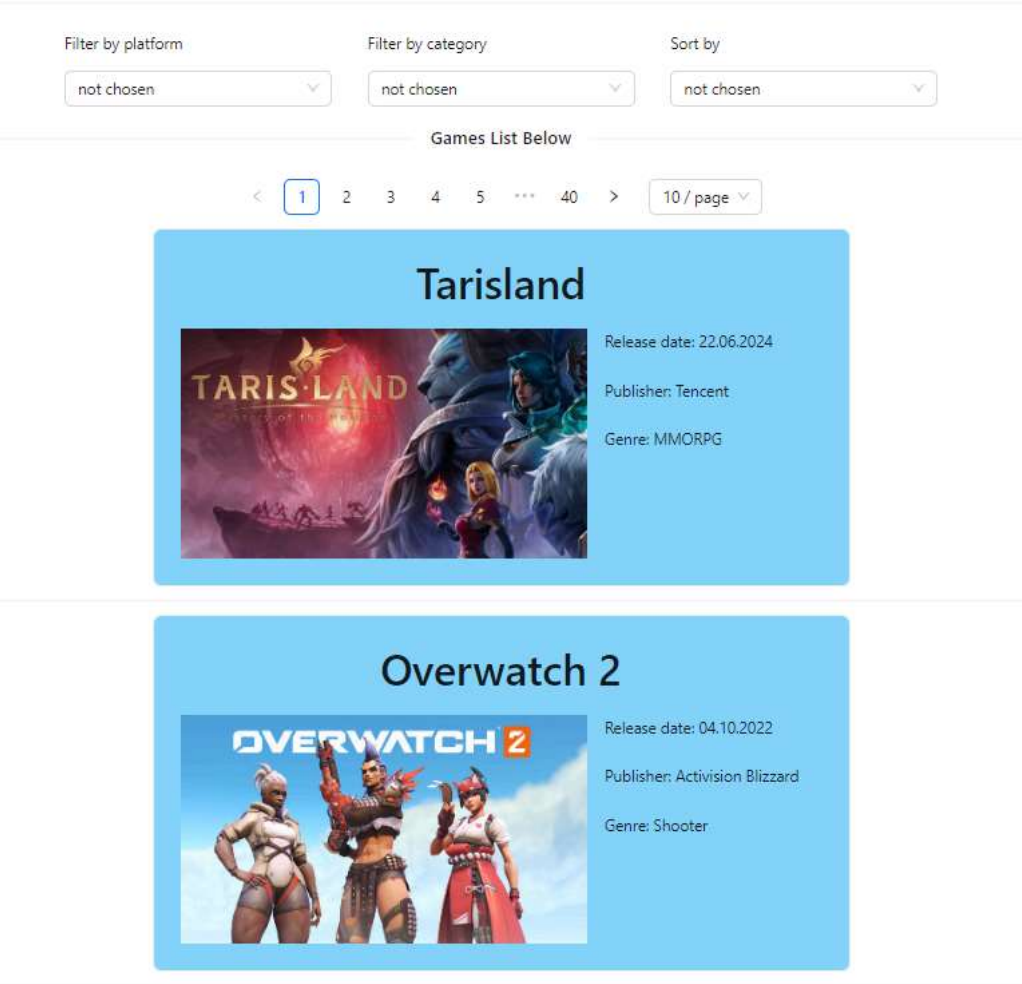 Filter by platform Filter by category Sort by
not chosen not chosen not chosen
Games List Below
< 1 2 3 4 5 ••• 40 > 10 / page
Tarisland
TARIS·LAND
Release date: 22.06.2024
Publisher: Tencent
Genre: MMORPG
Overwatch 2
OVERWATCH 2
Release date: 04.10.2022
Publisher: Activision Blizzard
Genre: Shooter